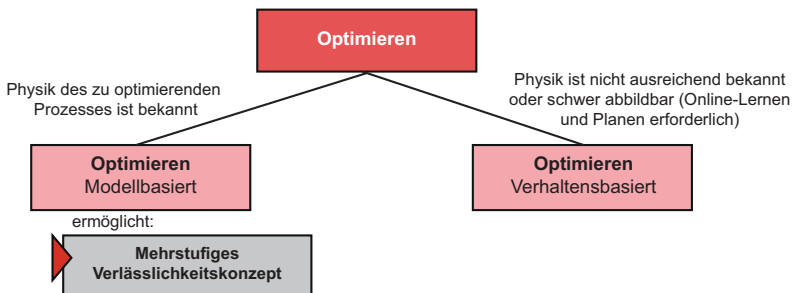 Optimieren
Physik des zu optimierenden
Prozesses ist bekannt
Physik ist nicht ausreichend bekannt
oder schwer abbildbar (Online-Lernen
und Planen erforderlich)
Optimieren
Modellbasiert
Optimieren
Verhaltensbasiert
ermöglicht:
Mehrstufiges
Verlässlichkeitskonzept